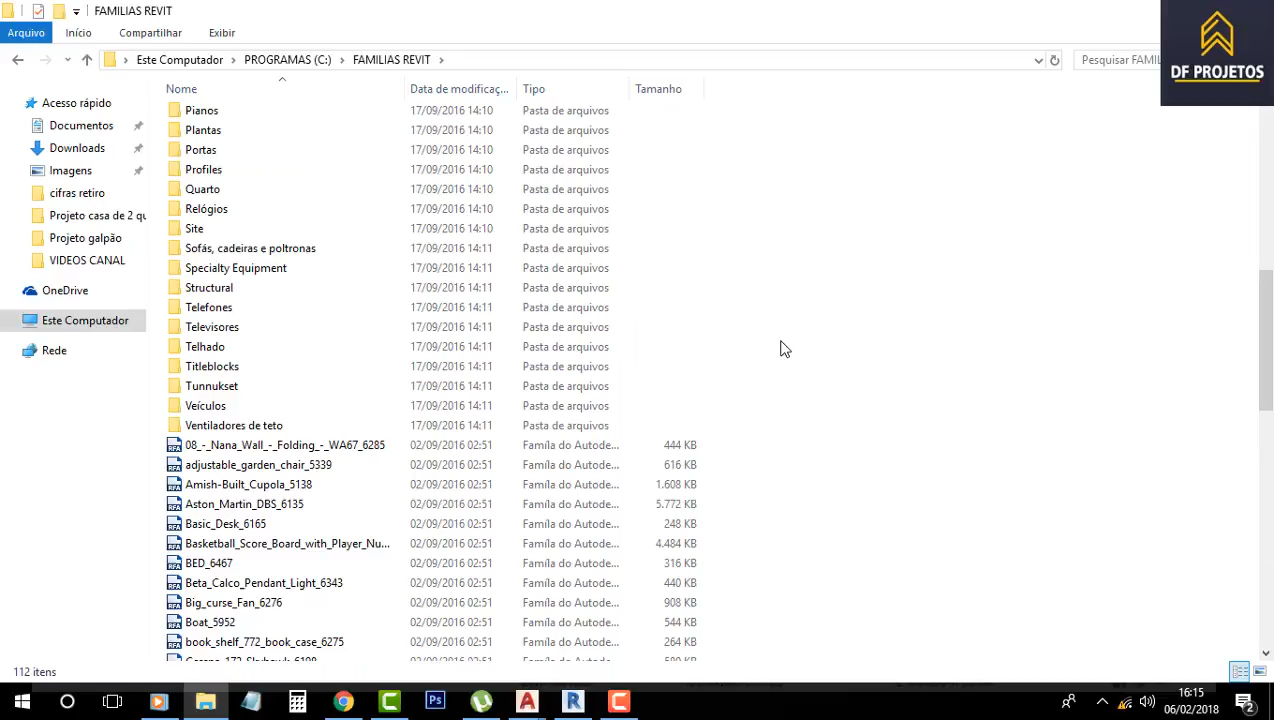 FAMILIAS REVIT
Arquivo Início Compartilhar Exibir
Este Computador PROGRAMAS (C:) FAMILIAS REVIT
Pesquisar FAMIL
DF PROJETOS
Nome Data de modificaç... Tipo Tamanho
Acesso rápido
Documentos
Downloads
Imagens
cifras retiro
Projeto casa de 2 qu
Projeto galpão
VIDEOS CANAL
OneDrive
Este Computador
Rede
Pianos 17/09/2016 14:10 Pasta de arquivos
Plantas 17/09/2016 14:10 Pasta de arquivos
Portas 17/09/2016 14:10 Pasta de arquivos
Profiles 17/09/2016 14:10 Pasta de arquivos
Quarto 17/09/2016 14:10 Pasta de arquivos
Relógios 17/09/2016 14:10 Pasta de arquivos
Site 17/09/2016 14:10 Pasta de arquivos
Sofás, cadeiras e poltronas 17/09/2016 14:11 Pasta de arquivos
Specialty Equipment 17/09/2016 14:11 Pasta de arquivos
Structural 17/09/2016 14:11 Pasta de arquivos
Telefones 17/09/2016 14:11 Pasta de arquivos
Televisores 17/09/2016 14:11 Pasta de arquivos
Telhado 17/09/2016 14:11 Pasta de arquivos
Titleblocks 17/09/2016 14:11 Pasta de arquivos
Tunnukset 17/09/2016 14:11 Pasta de arquivos
Veículos 17/09/2016 14:11 Pasta de arquivos
Ventiladores de teto 17/09/2016 14:11 Pasta de arquivos
08_-_Nana_Wall_-_Folding_-_WA67_6285 02/09/2016 02:51 Famíla do Autode... 444 KB
adjustable_garden_chair_5339 02/09/2016 02:51 Famíla do Autode... 616 KB
Amish-Built_Cupola_5138 02/09/2016 02:51 Famíla do Autode... 1.608 KB
Aston_Martin_DBS_6135 02/09/2016 02:51 Famíla do Autode... 5.772 KB
Basic_Desk_6165 02/09/2016 02:51 Famíla do Autode... 248 KB
Basketball_Score_Board_with_Player_Nu... 02/09/2016 02:51 Famíla do Autode... 4.484 KB
BED_6467 02/09/2016 02:51 Famíla do Autode... 316 KB
Beta_Calco_Pendant_Light_6343 02/09/2016 02:51 Famíla do Autode... 440 KB
Big_curse_Fan_6276 02/09/2016 02:51 Famíla do Autode... 908 KB
Boat_5952 02/09/2016 02:51 Famíla do Autode... 544 KB
book_shelf_772_book_case_6275 02/09/2016 02:51 Famíla do Autode... 264 KB
112 itens
16:15
06/02/2018